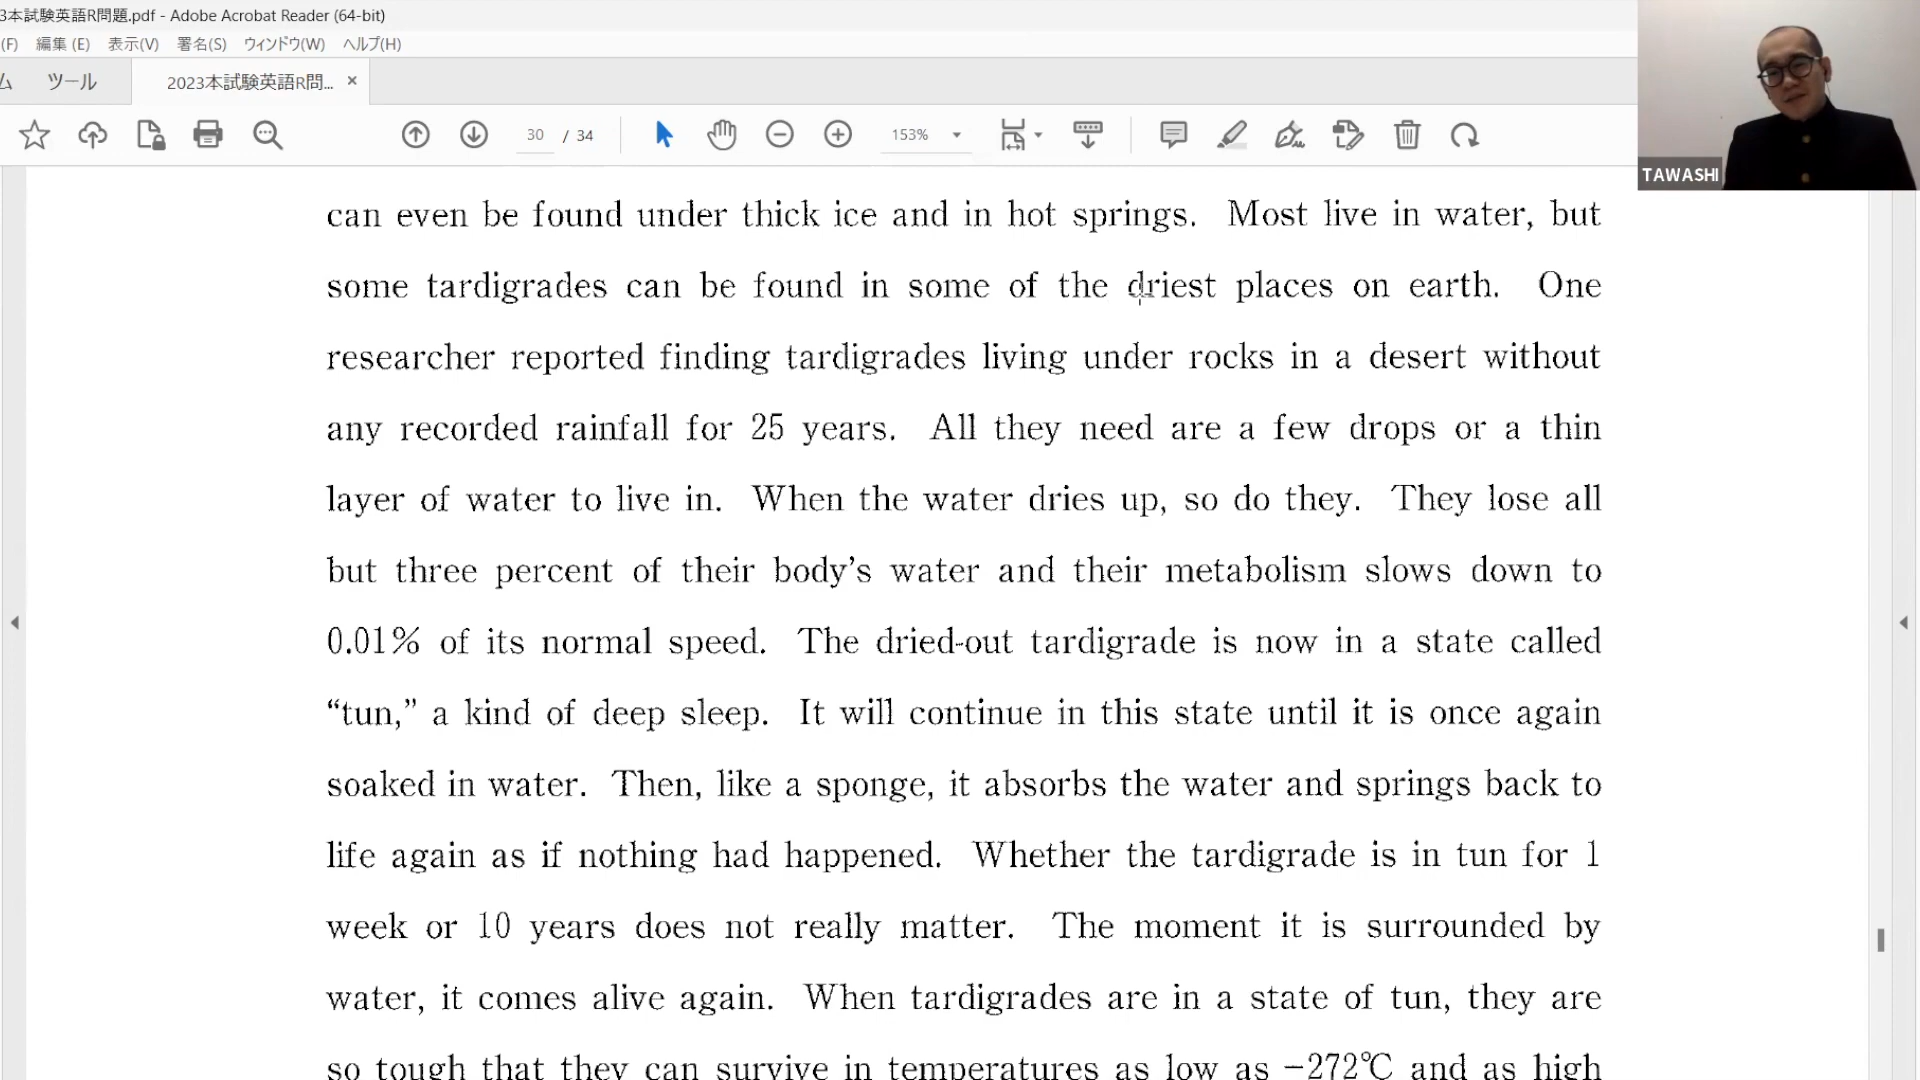 3本試験英語R問題.pdf - Adobe Acrobat Reader (64-bit)
(F) 編集 (E) 表示(V) 署名(S) ウィンドウ(W) ヘルプ(H)
ム ツール 2023本試験英語R問... ×
30 / 34 153%
TAWASHI
can even be found under thick ice and in hot springs. Most live in water, but
some tardigrades can be found in some of the driest places on earth. One
researcher reported finding tardigrades living under rocks in a desert without
any recorded rainfall for 25 years. All they need are a few drops or a thin
layer of water to live in. When the water dries up, so do they. They lose all
but three percent of their body’s water and their metabolism slows down to
0.01% of its normal speed. The dried-out tardigrade is now in a state called
“tun,” a kind of deep sleep. It will continue in this state until it is once again
soaked in water. Then, like a sponge, it absorbs the water and springs back to
life again as if nothing had happened. Whether the tardigrade is in tun for 1
week or 10 years does not really matter. The moment it is surrounded by
water, it comes alive again. When tardigrades are in a state of tun, they are
so tough that they can survive in temperatures as low as −272℃ and as high